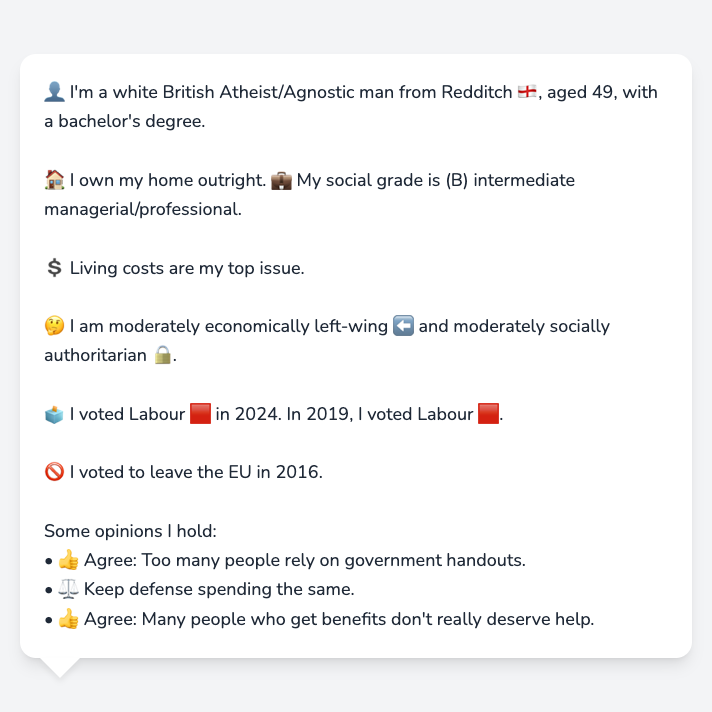 👤 I'm a white British Atheist/Agnostic man from Redditch 🏴󠁧󠁢󠁥󠁮󠁧󠁿, aged 49, with
a bachelor's degree.
🏠 I own my home outright. 💼 My social grade is (B) intermediate
managerial/professional.
💲 Living costs are my top issue.
🤔 I am moderately economically left-wing ⬅️ and moderately socially
authoritarian 🔒.
🗳️ I voted Labour 🟥 in 2024. In 2019, I voted Labour 🟥.
🚫 I voted to leave the EU in 2016.
Some opinions I hold:
• 👍 Agree: Too many people rely on government handouts.
• ⚖️ Keep defense spending the same.
• 👍 Agree: Many people who get benefits don't really deserve help.